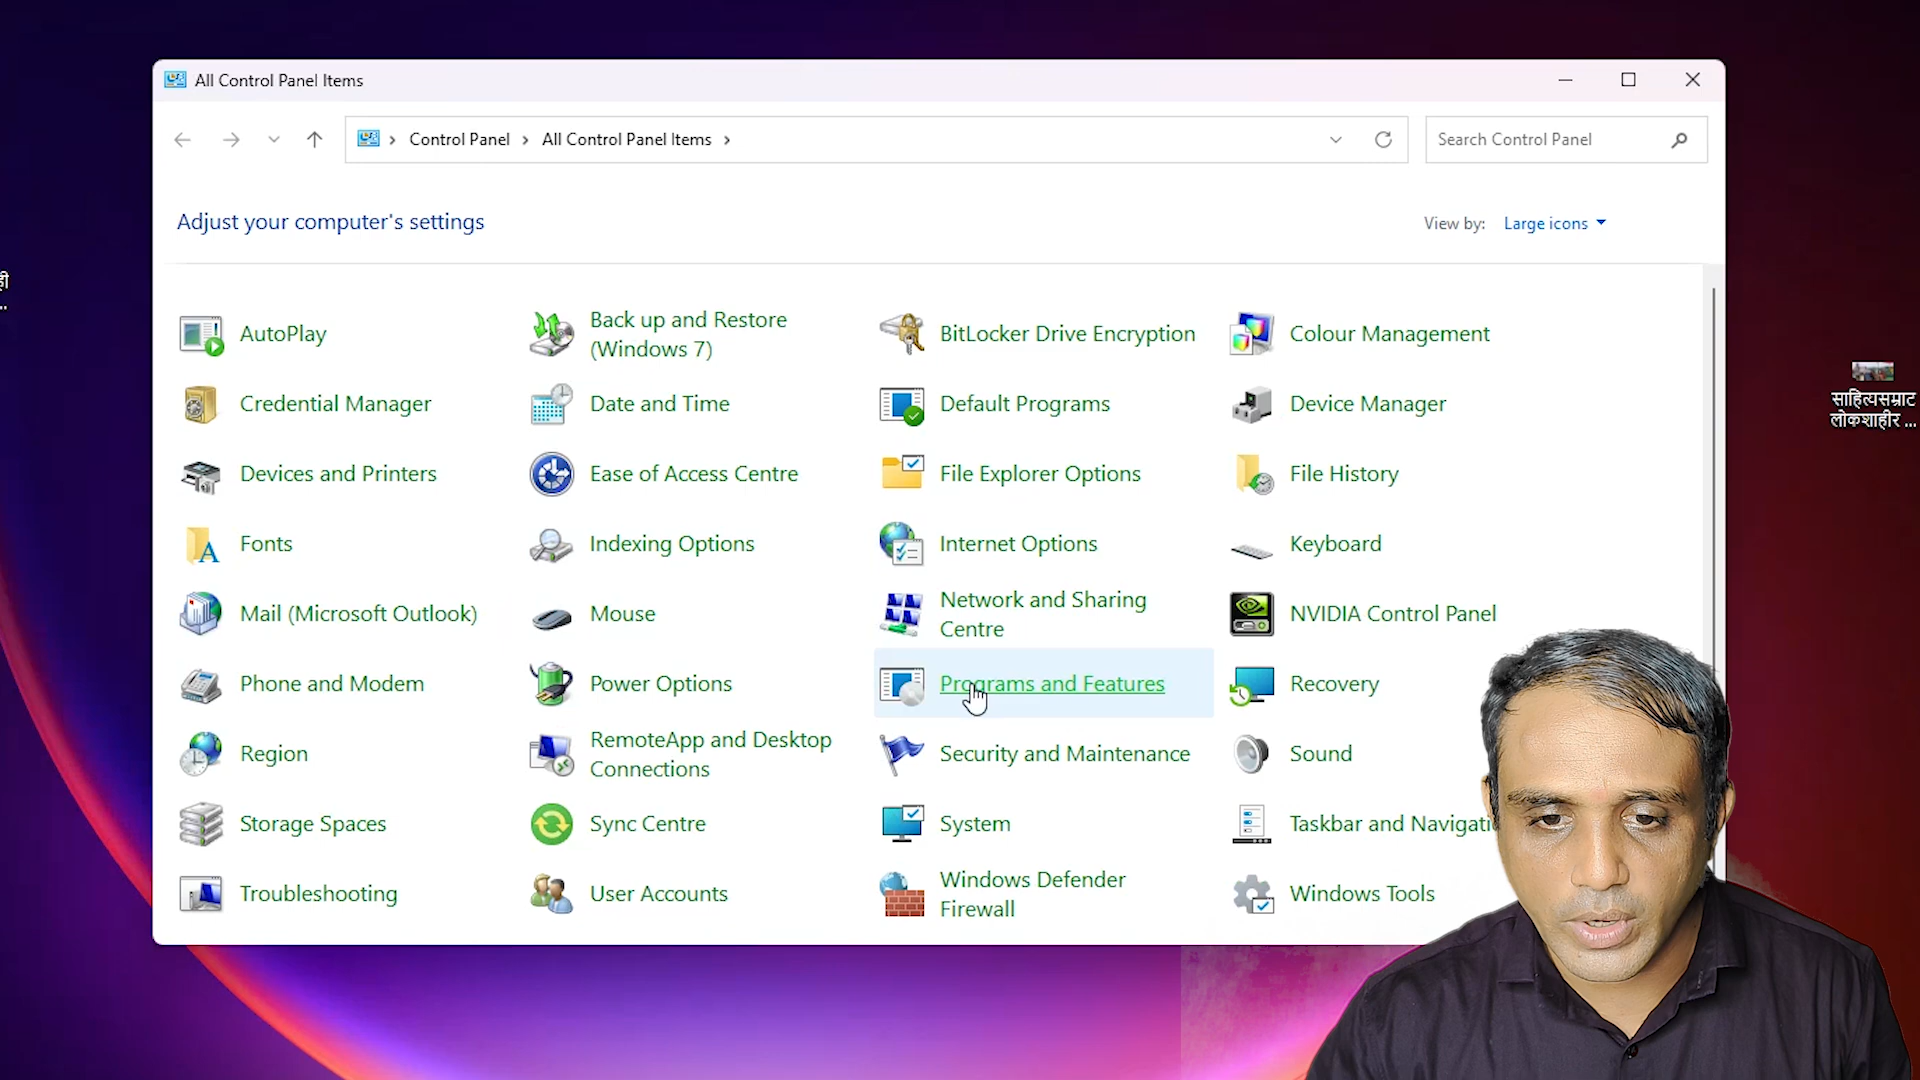 All Control Panel Items
Control Panel
All Control Panel Items
Search Control Panel
Adjust your computer's settings
View by:
Large icons
AutoPlay
Back up and Restore
(Windows 7)
BitLocker Drive Encryption
Colour Management
Credential Manager
Date and Time
Default Programs
Device Manager
Devices and Printers
Ease of Access Centre
File Explorer Options
File History
Fonts
Indexing Options
Internet Options
Keyboard
Mail (Microsoft Outlook)
Mouse
Network and Sharing
Centre
NVIDIA Control Panel
Phone and Modem
Power Options
Programs and Features
Recovery
Region
RemoteApp and Desktop
Connections
Security and Maintenance
Sound
Storage Spaces
Sync Centre
System
Taskbar and
Troubleshooting
User Accounts
Windows Defender
Firewall
Windows Tools
साहित्यसम्राट
लोकशाहीर ...